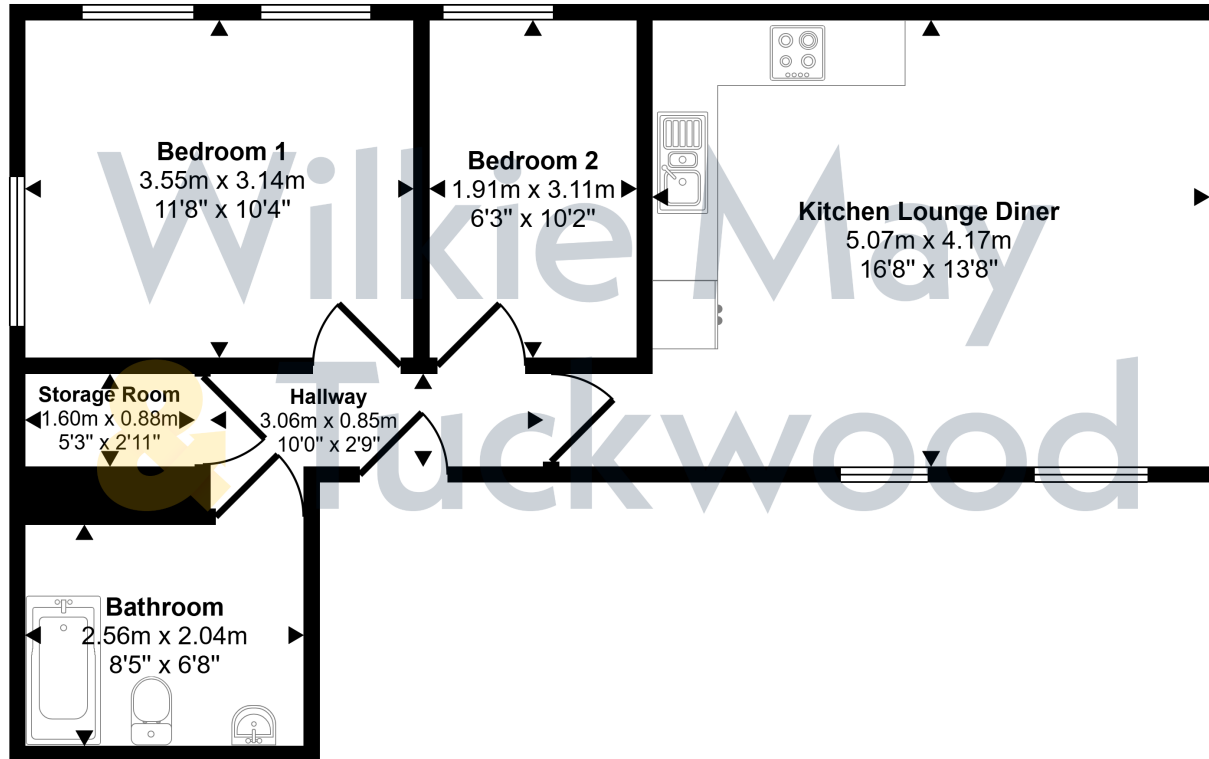 Bedroom 1
3.55m x 3.14m
11'8" x 10'4"
Bedroom 2
1.91m x 3.11m
6'3" x 10'2"
Kitchen Lounge Diner
5.07m x 4.17m
16'8" x 13'8"
Storage Room
1.60m x 0.88m
5'3" x 2'11"
Hallway
3.06m x 0.85m
10'0" x 2'9"
Bathroom
2.56m x 2.04m
8'5" x 6'8"
Wilkie May
& Tuckwood